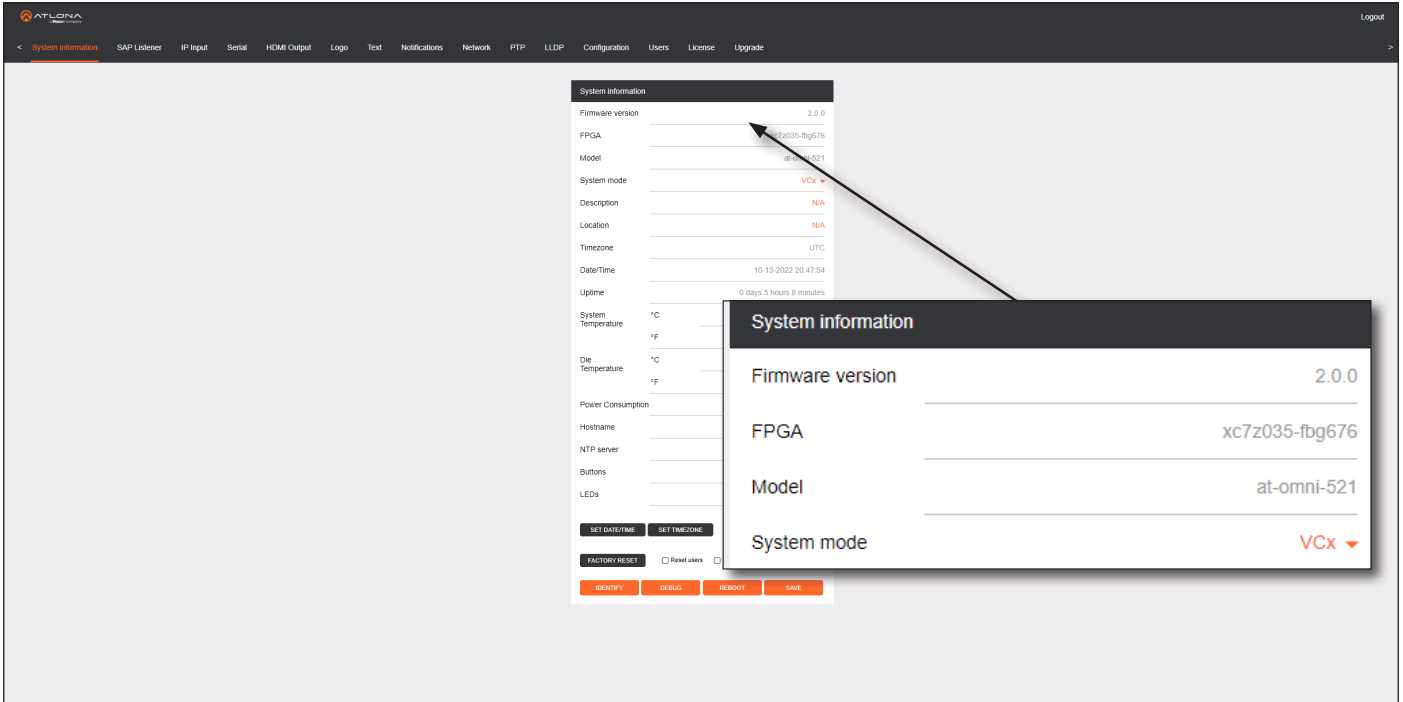 ATLONA
Logout
< System information SAP Listener IP Input Serial HDMI Output Logo Text Notifications Network PTP LLDP Configuration Users License Upgrade >
System information
Firmware version 2.0.0
FPGA xc7z035-fbg676
Model at-omni-521
System mode VCx
Description N/A
Location N/A
Timezone UTC
Date/Time 10-13-2022 20:47:54
Uptime 0 days 5 hours 8 minutes
System Temperature °C
°F
Die Temperature °C
°F
Power Consumption
Hostname
NTP server
Buttons
LEDs
SET DATE/TIME SET TIMEZONE
FACTORY RESET Reset users
IDENTIFY DEBUG REBOOT SAVE
System information
Firmware version 2.0.0
FPGA xc7z035-fbg676
Model at-omni-521
System mode VCx